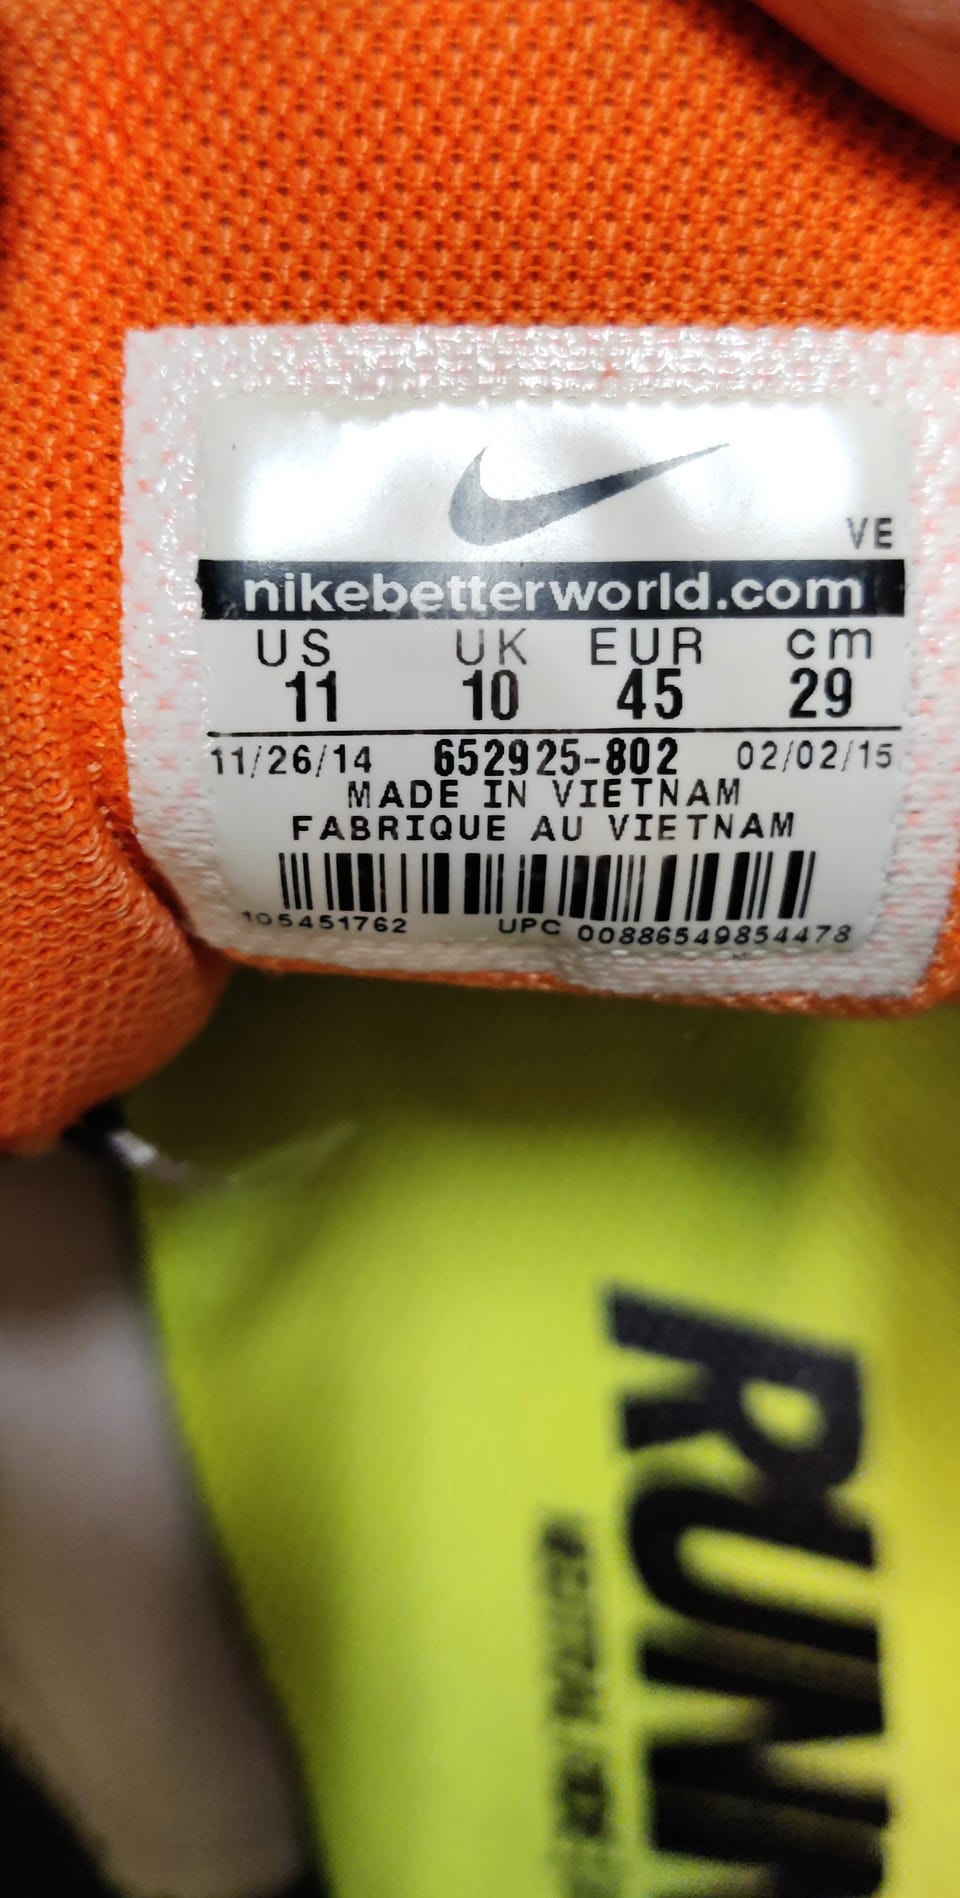 VE
nikebetterworld.com
US UK EUR cm
11 10 45 29
11/26/14 652925-802 02/02/15
MADE IN VIETNAM
FABRIQUE AU VIETNAM
105451762 UPC 00886549854478
RUNN